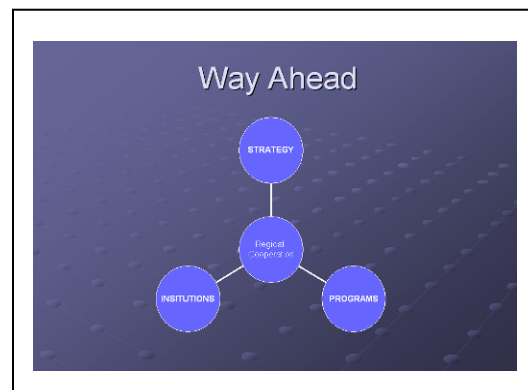 Way Ahead
STRATEGY
Regional
Cooperation
INSITUTIONS
PROGRAMS